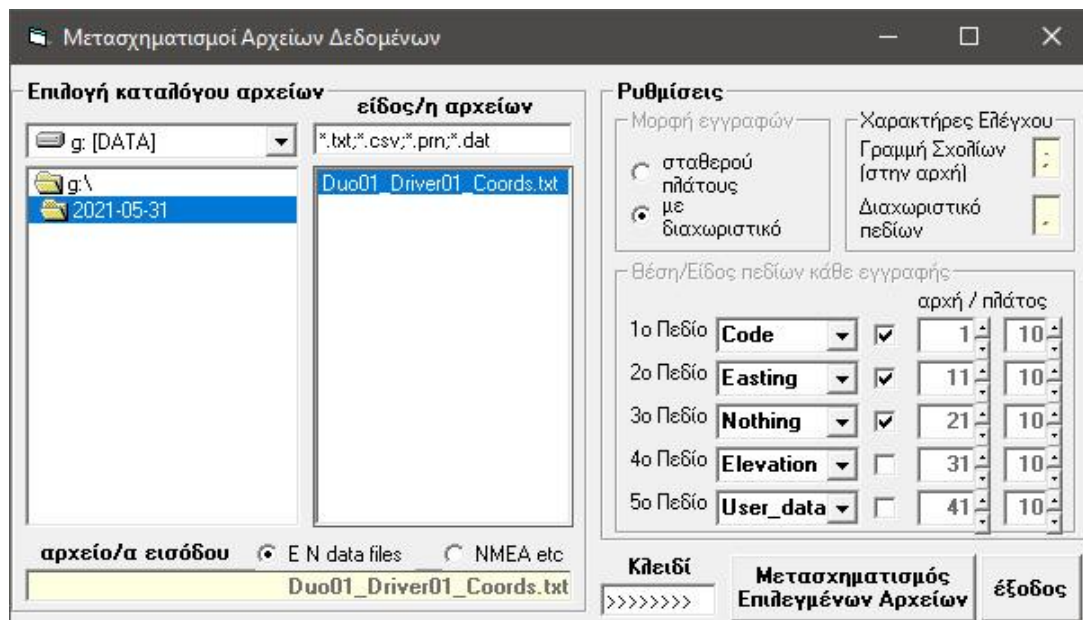 Μετασχηματισμοί Αρχείων Δεδομένων
Επιλογή καταλόγου αρχείων
είδος/η αρχείων
g: [DATA]
*.txt;*.csv;*.prn;*.dat
g:\
2021-05-31
Duo01_Driver01_Coords.txt
αρχείο/α εισόδου
E N data files
NMEA etc
Duo01_Driver01_Coords.txt
Ρυθμίσεις
Μορφή εγγραφών
σταθερού
πλάτους
με
διαχωριστικό
Χαρακτήρες Ελέγχου
Γραμμή Σχολίων
(στην αρχή)
;
Διαχωριστικό
πεδίων
,
Θέση/Είδος πεδίων κάθε εγγραφής
αρχή / πλάτος
1ο Πεδίο Code 1 10
2ο Πεδίο Easting 11 10
3ο Πεδίο Nothing 21 10
4ο Πεδίο Elevation 31 10
5ο Πεδίο User_data 41 10
Κλειδί
>>>>>>>>
Μετασχηματισμός
Επιλεγμένων Αρχείων
έξοδος